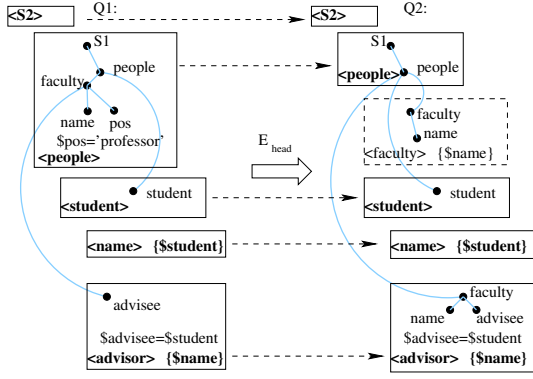 Q1:
Q2:
<S2>
<S2>
S1
people
faculty
name
pos
$pos='professor'
<people>
student
<student>
<name> {$student}
advisee
$advisee=$student
<advisor> {$name}
E head
S1
people
<people>
faculty
name
<faculty> {$name}
student
<student>
<name> {$student}
faculty
name
advisee
$advisee=$student
<advisor> {$name}